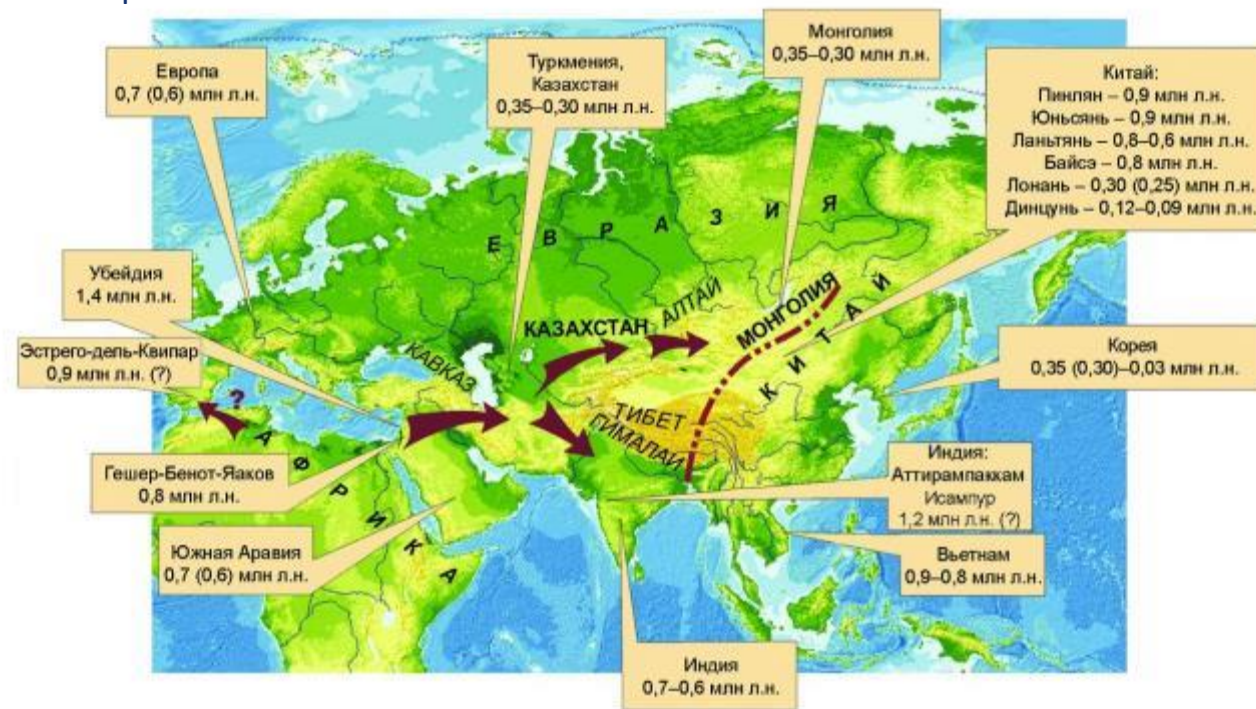 Европа
0,7 (0,6) млн л.н.
Туркмения,
Казахстан
0,35–0,30 млн л.н.
Монголия
0,35–0,30 млн л.н.
Китай:
Пинлян – 0,9 млн л.н.
Юньсянь – 0,9 млн л.н.
Ланьтянь – 0,8–0,6 млн л.н.
Байсэ – 0,8 млн л.н.
Лонань – 0,30 (0,25) млн л.н.
Динцунь – 0,12–0,09 млн л.н.
ЕВРАЗИЯ
Убейдия
1,4 млн л.н.
Эстрего-дель-Квипар
0,9 млн л.н. (?)
КАВКАЗ
КАЗАХСТАН
АЛТАЙ
МОНГОЛИЯ
КИТАЙ
Корея
0,35 (0,30)–0,03 млн л.н.
?
ТИБЕТ
ГИМАЛАИ
АФРИКА
Гешер-Бенот-Яаков
0,8 млн л.н.
Индия:
Аттирампаккам
Исампур
1,2 млн л.н. (?)
Южная Аравия
0,7 (0,6) млн л.н.
Вьетнам
0,9–0,8 млн л.н.
Индия
0,7–0,6 млн л.н.